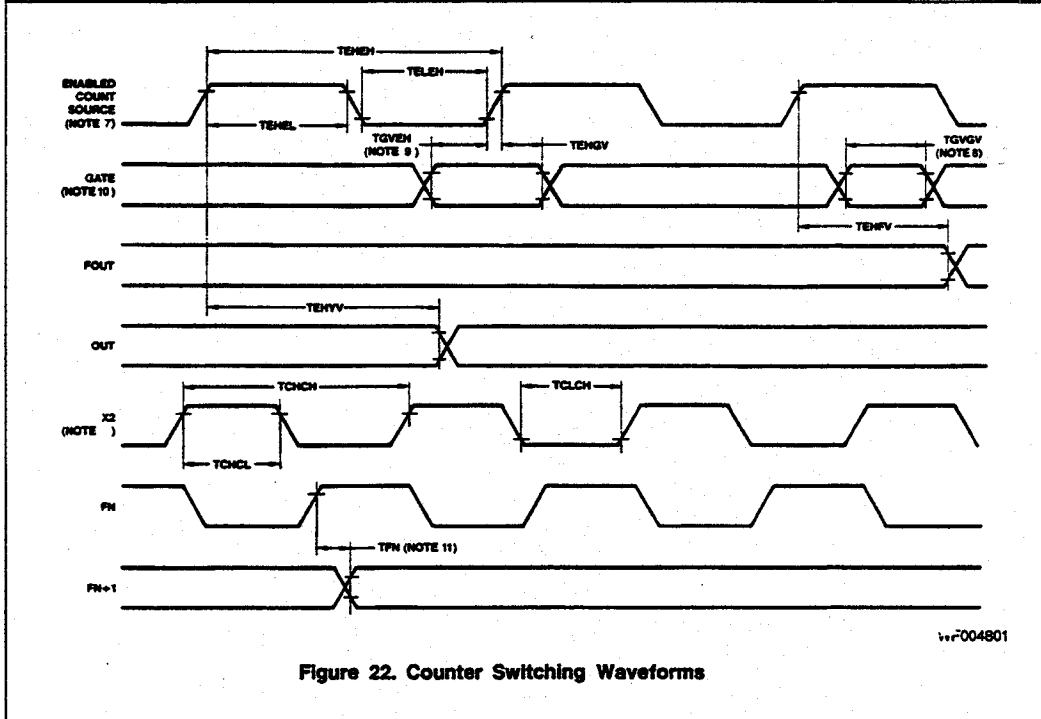 TEHEH
TELEH
ENABLED
COUNT
SOURCE
(NOTE 7)
TEHEL
TGVEH
(NOTE 9)
TEHGV
TGVGV
(NOTE 8)
GATE
(NOTE 10)
TEHFV
FOUT
TEHYV
OUT
TCHCH
TCLCH
X2
(NOTE )
TCHCL
FN
TFN (NOTE 11)
FN+1
004801
Figure 22. Counter Switching Waveforms